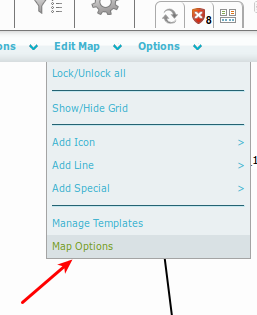 8
ons Edit Map Options
Lock/Unlock all
Show/Hide Grid
Add Icon >
Add Line >
Add Special >
Manage Templates
Map Options